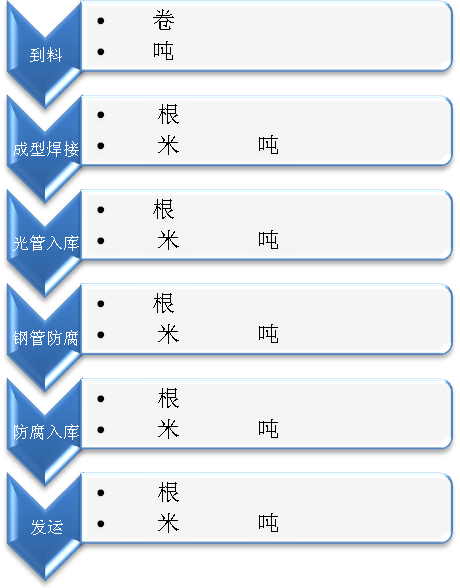 到料
• 卷
• 吨
成型焊接
• 根
• 米 吨
光管入库
• 根
• 米 吨
钢管防腐
• 根
• 米 吨
防腐入库
• 根
• 米 吨
发运
• 根
• 米 吨